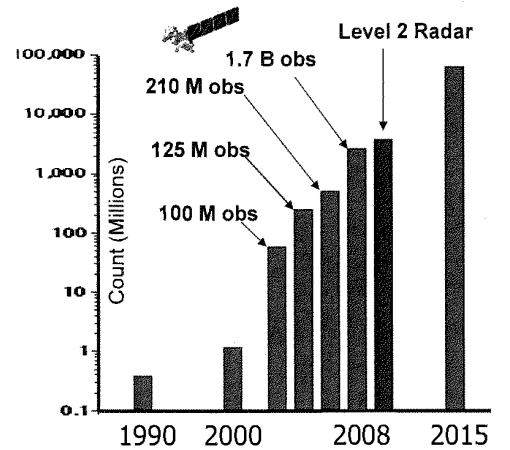 Level 2 Radar
1.7 B obs
210 M obs
125 M obs
100 M obs
100,000
10,000
1,000
100
10
1
0.1
Count (Millions)
1990 2000 2008 2015